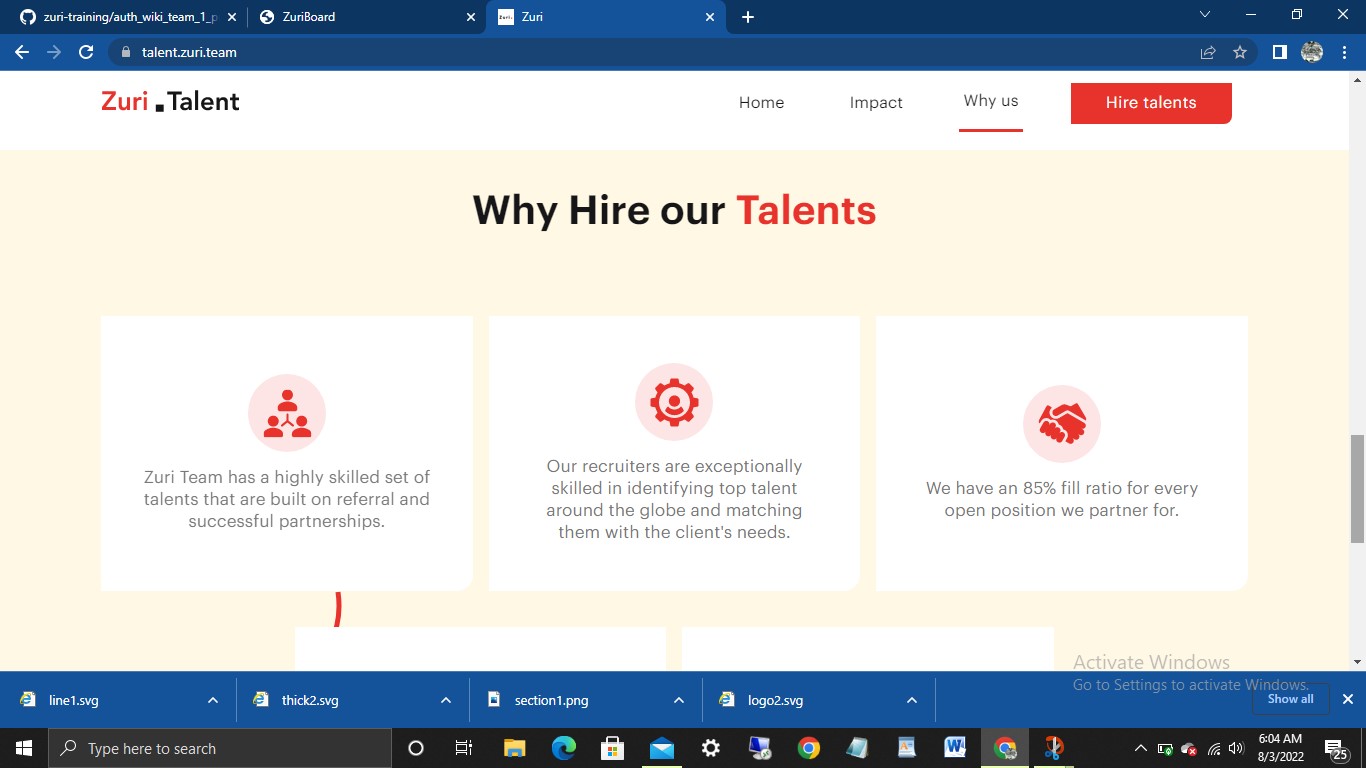 zuri-training/auth_wiki_team_1_p
ZuriBoard
Zuri
talent.zuri.team
Zuri .Talent
Home
Impact
Why us
Hire talents
Why Hire our Talents
Zuri Team has a highly skilled set of
talents that are built on referral and
successful partnerships.
Our recruiters are exceptionally
skilled in identifying top talent
around the globe and matching
them with the client's needs.
We have an 85% fill ratio for every
open position we partner for.
Activate Windows
Go to Settings to activate Windows.
line1.svg
thick2.svg
section1.png
logo2.svg
Show all
Type here to search
6:04 AM
8/3/2022
25